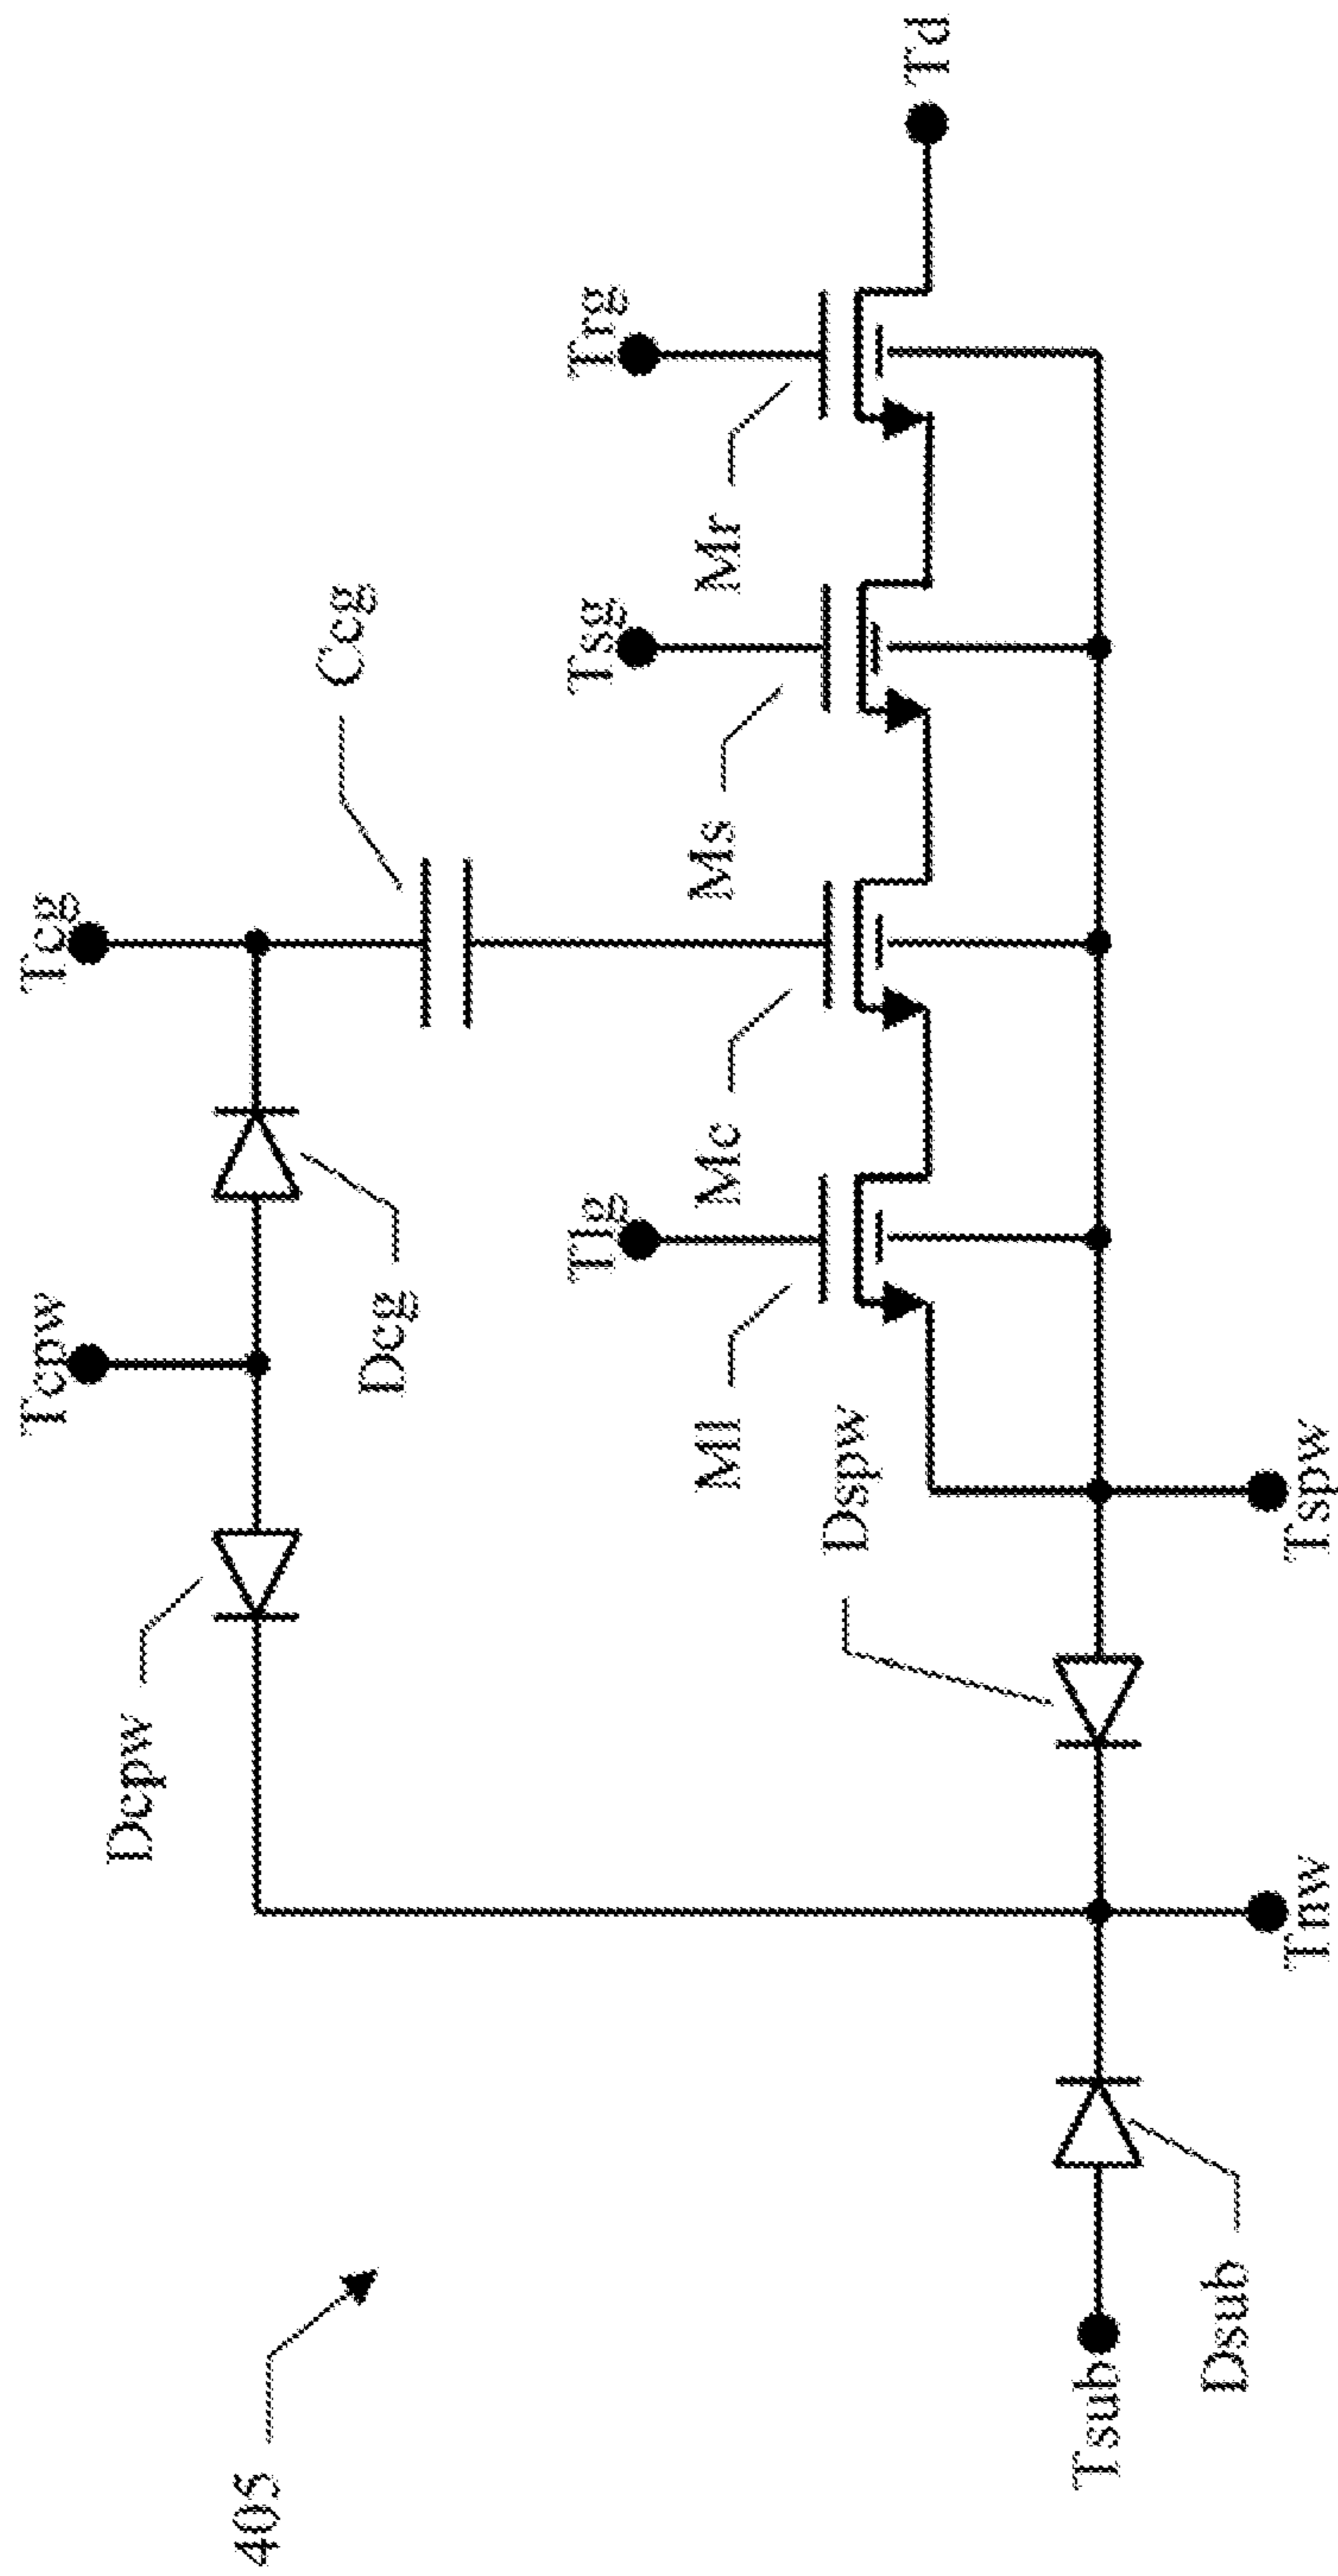 405
Tcpw
Tcg
Dcpw
Dcg
Ccg
Tlg
Tsg
Trg
Ml
Mc
Ms
Mr
Td
Dspw
Tsub
Dsub
Tnw
Tspw